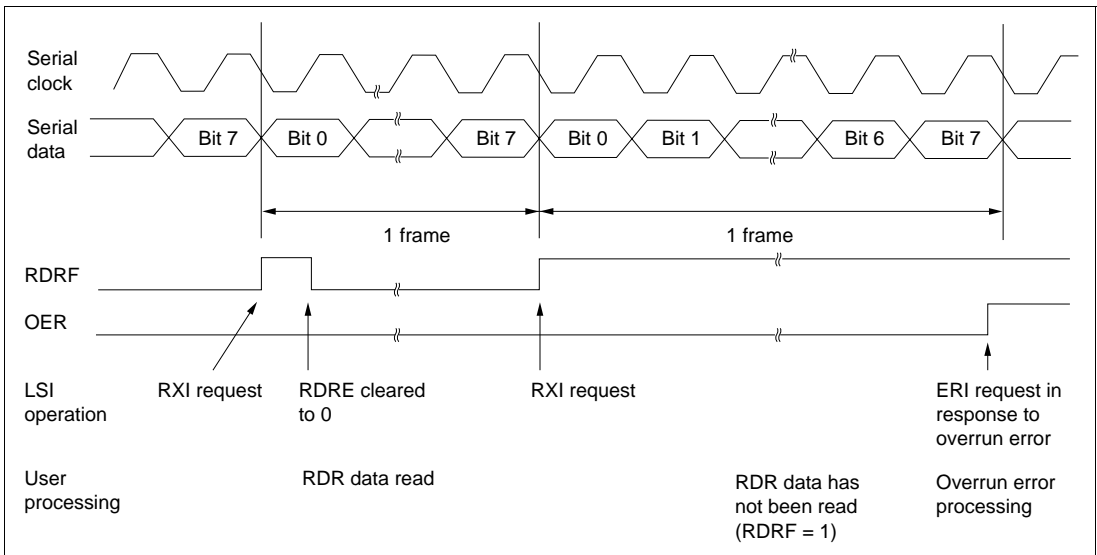 Serial
clock
Serial
data
Bit 7
Bit 0
Bit 7
Bit 0
Bit 1
Bit 6
Bit 7
1 frame
1 frame
RDRF
OER
LSI
operation
RXI request
RDRE cleared
to 0
RXI request
ERI request in
response to
overrun error
User
processing
RDR data read
RDR data has
not been read
(RDRF = 1)
Overrun error
processing